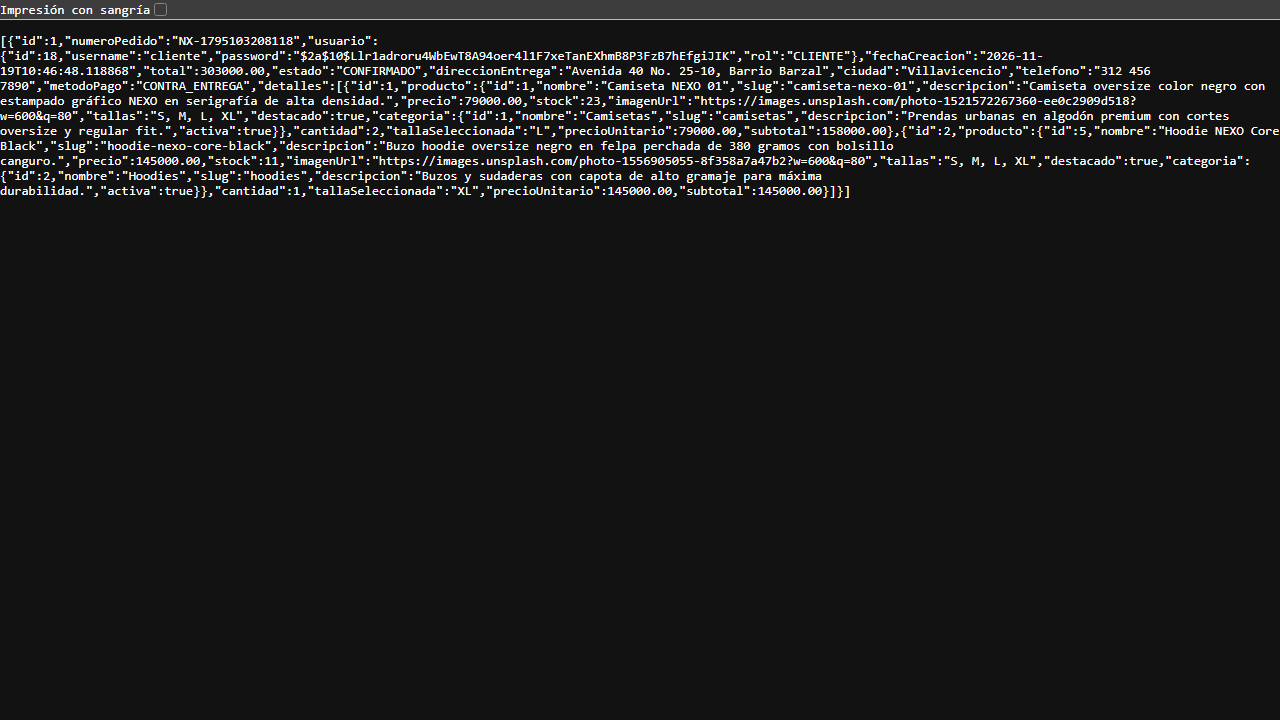 Impresión con sangría
[{"id":1,"numeroPedido":"NX-1795103208118","usuario":
{"id":18,"username":"cliente","password":"$2a$10$Llr1adroru4WbEwT8A94oer4l1F7xeTanEXhmB8P3FzB7hEfgiJIK","rol":"CLIENTE"},"fechaCreacion":"2026-11-
19T10:46:48.118868","total":303000.00,"estado":"CONFIRMADO","direccionEntrega":"Avenida 40 No. 25-10, Barrio Barzal","ciudad":"Villavicencio","telefono":"312 456
7890","metodoPago":"CONTRA_ENTREGA","detalles":[{"id":1,"producto":{"id":1,"nombre":"Camiseta NEXO 01","slug":"camiseta-nexo-01","descripcion":"Camiseta oversize color negro con
estampado gráfico NEXO en serigrafía de alta densidad.","precio":79000.00,"stock":23,"imagenUrl":"https://images.unsplash.com/photo-1521572267360-ee0c2909d518?
w=600&q=80","tallas":"S, M, L, XL","destacado":true,"categoria":{"id":1,"nombre":"Camisetas","slug":"camisetas","descripcion":"Prendas urbanas en algodón premium con cortes
oversize y regular fit.","activa":true}},"cantidad":2,"tallaSeleccionada":"L","precioUnitario":79000.00,"subtotal":158000.00},{"id":2,"producto":{"id":5,"nombre":"Hoodie NEXO Core
Black","slug":"hoodie-nexo-core-black","descripcion":"Buzo hoodie oversize negro en felpa perchada de 380 gramos con bolsillo
canguro.","precio":145000.00,"stock":11,"imagenUrl":"https://images.unsplash.com/photo-1556905055-8f358a7a47b2?w=600&q=80","tallas":"S, M, L, XL","destacado":true,"categoria":
{"id":2,"nombre":"Hoodies","slug":"hoodies","descripcion":"Buzos y sudaderas con capota de alto gramaje para máxima
durabilidad.","activa":true}},"cantidad":1,"tallaSeleccionada":"XL","precioUnitario":145000.00,"subtotal":145000.00}]}]